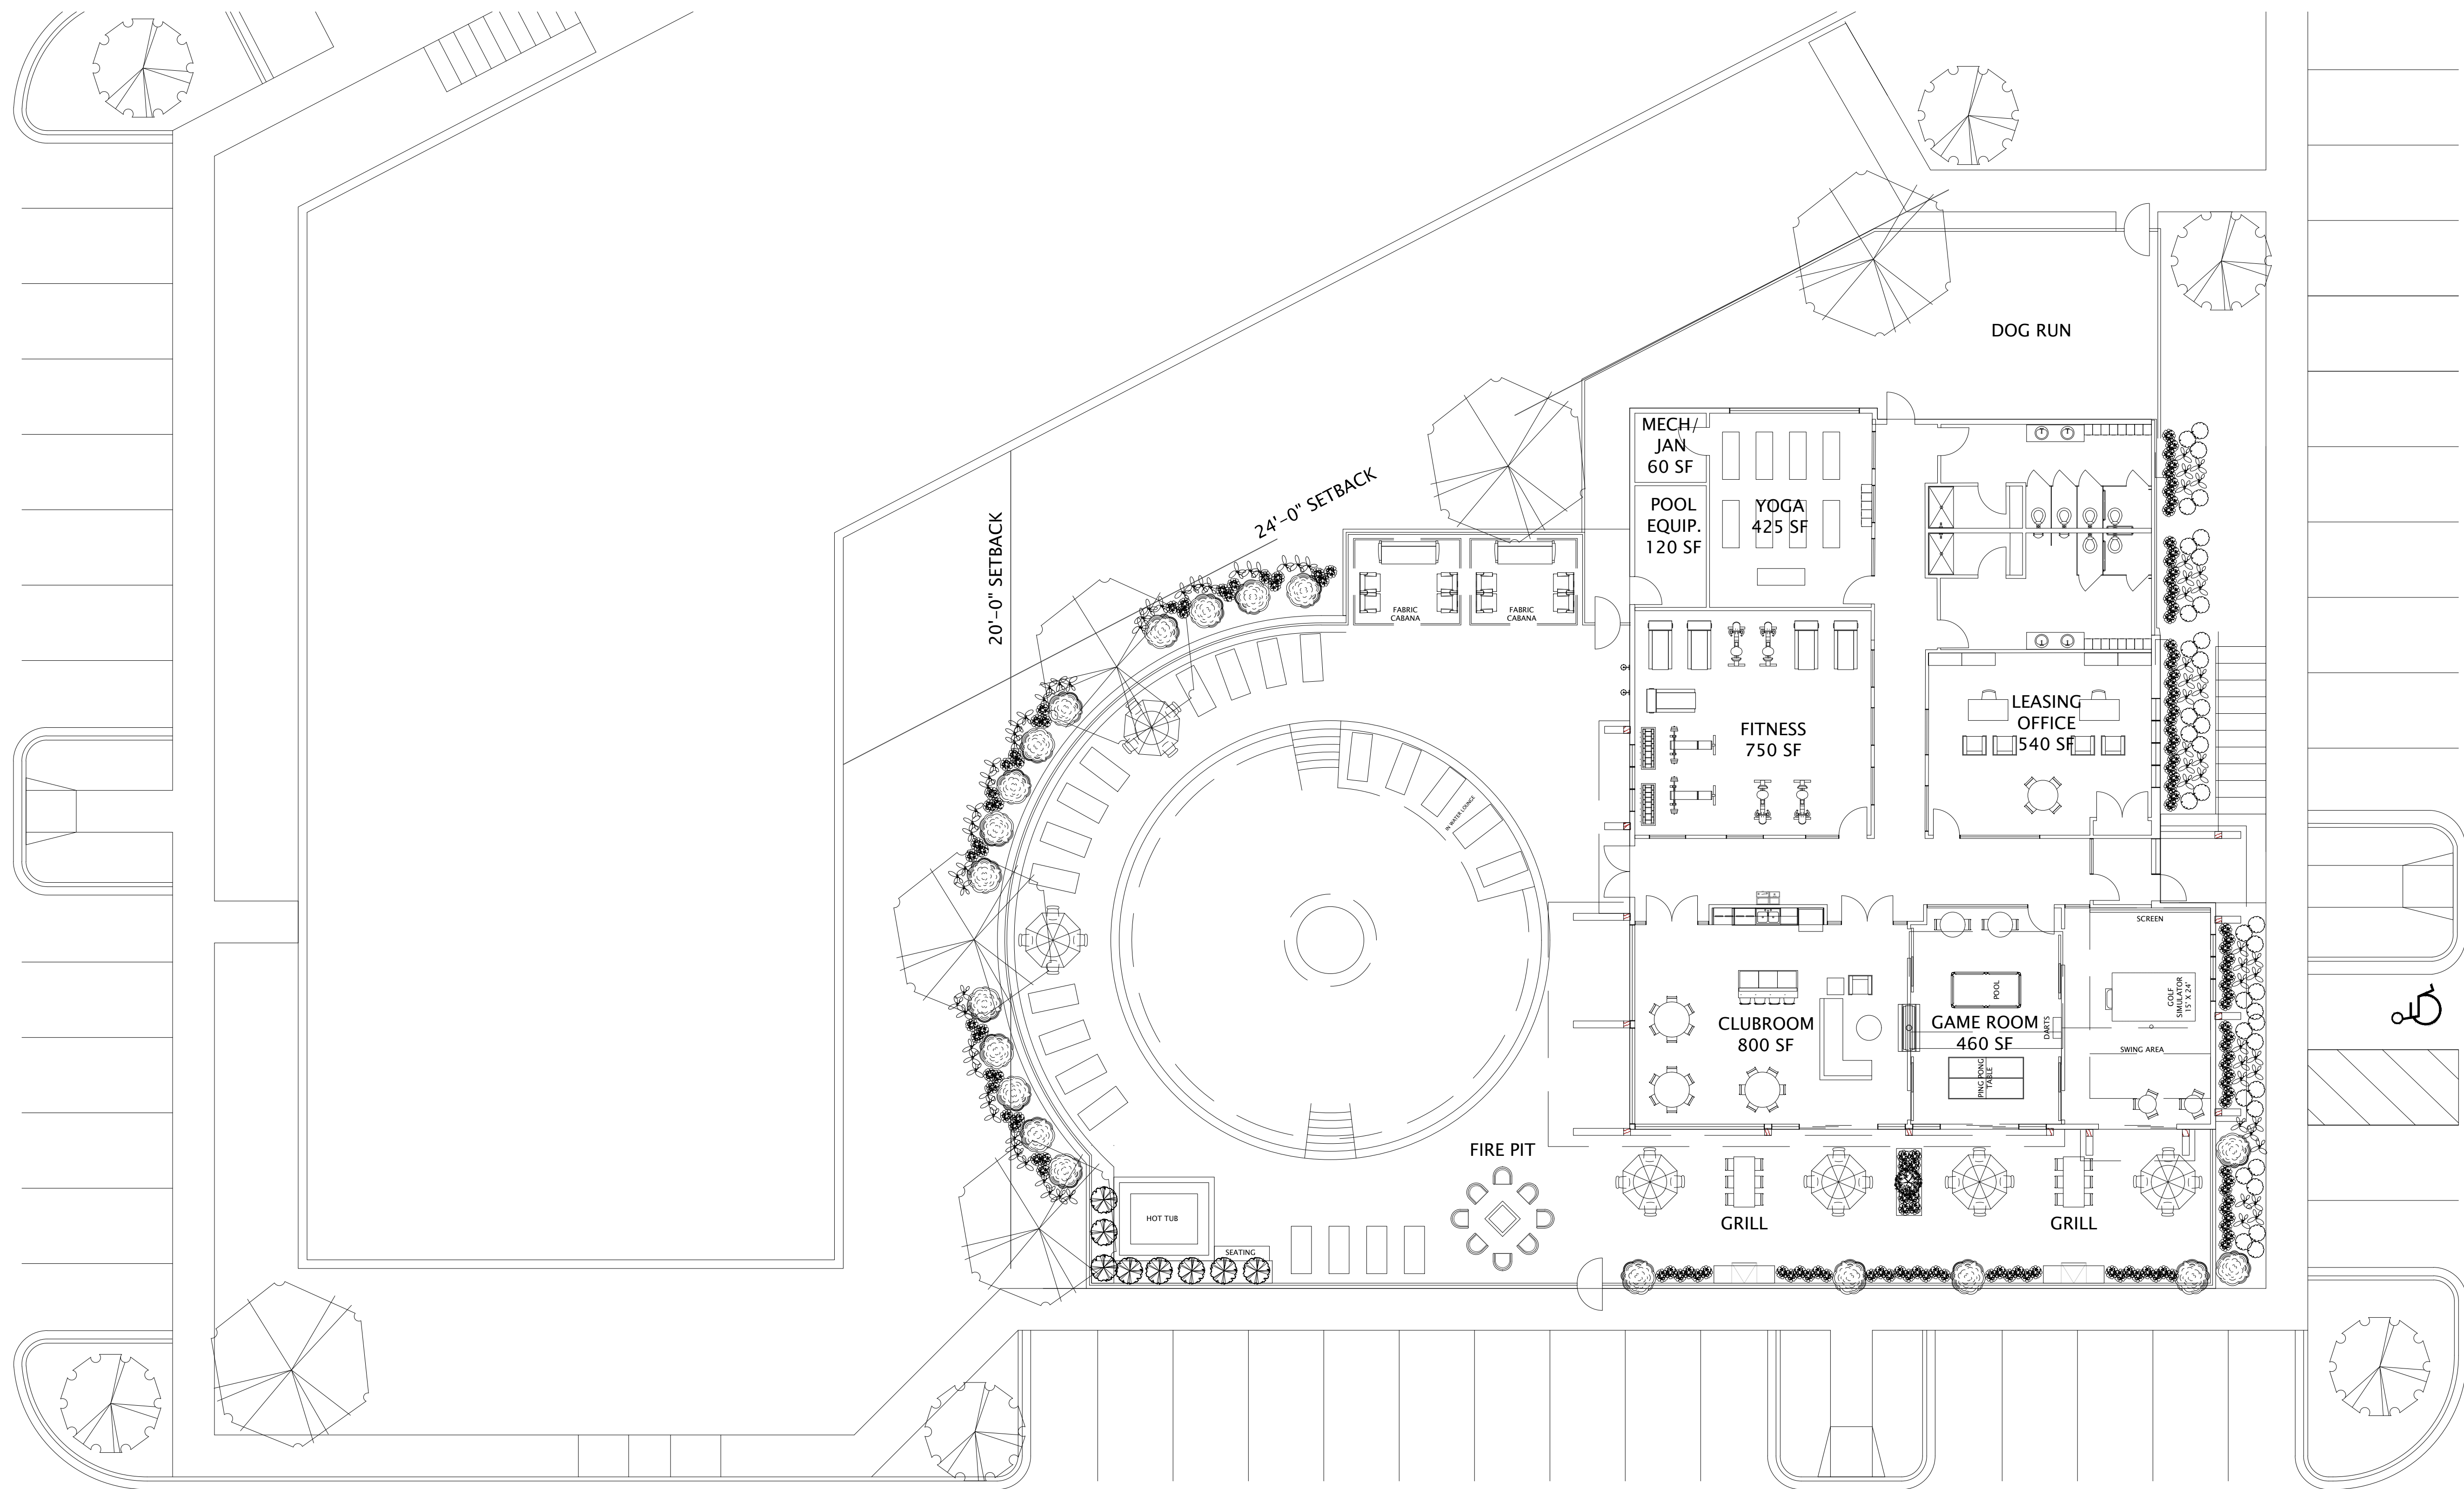 DOG RUN
MECH/
JAN
60 SF
POOL
EQUIP.
120 SF
YOGA
425 SF
24'-0" SETBACK
20'-0" SETBACK
FABRIC
CABANA
FABRIC
CABANA
LEASING
OFFICE
540 SF
FITNESS
750 SF
IN WATER LOUNGE
SCREEN
POOL
GOLF
SIMULATOR
15" X 24"
CLUBROOM
800 SF
GAME ROOM
460 SF
DARTS
SWING AREA
PING PONG
TABLE
FIRE PIT
HOT TUB
SEATING
GRILL
GRILL